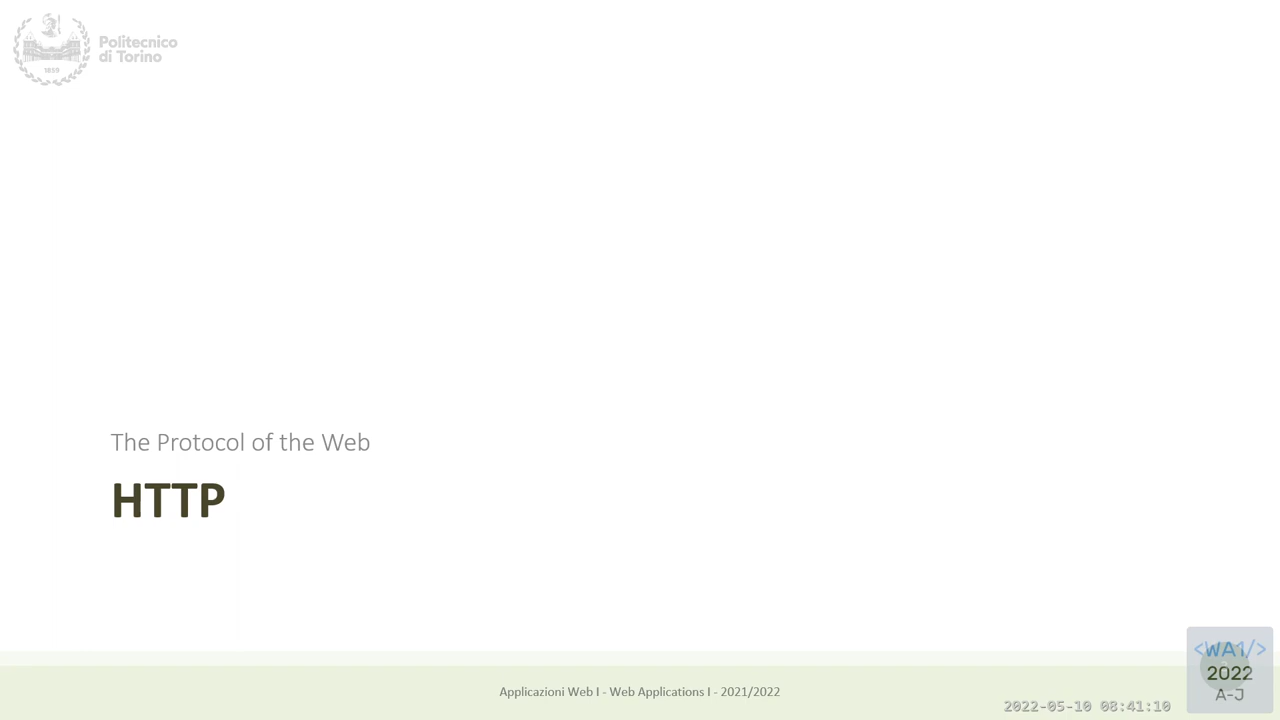 Politecnico
di Torino
1859
The Protocol of the Web
HTTP
Applicazioni Web I - Web Applications I - 2021/2022
2022-05-10 08:41:10
<WA1/>
2022
A-J